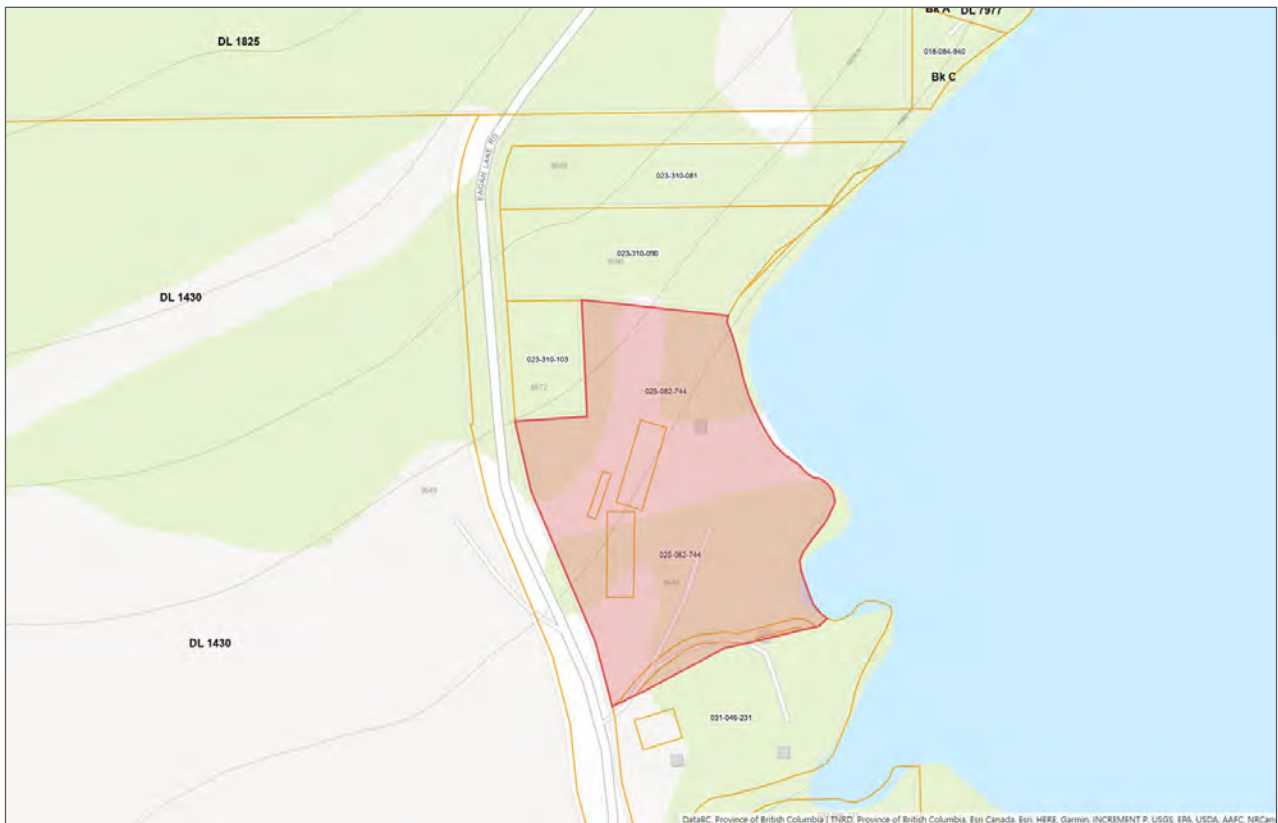 Bk A DL 7977
DL 1825
018-084-940
Bk C
EAGAN LAKE RD
023-310-081
023-310-090
DL 1430
023-310-103
025-082-744
025-082-744
DL 1430
031-046-231
DataBC, Province of British Columbia | TNRD, Province of British Columbia, Esri Canada, Esri, HERE, Garmin, INCREMENT P, USGS, EPA, USDA, AAFC, NRCan